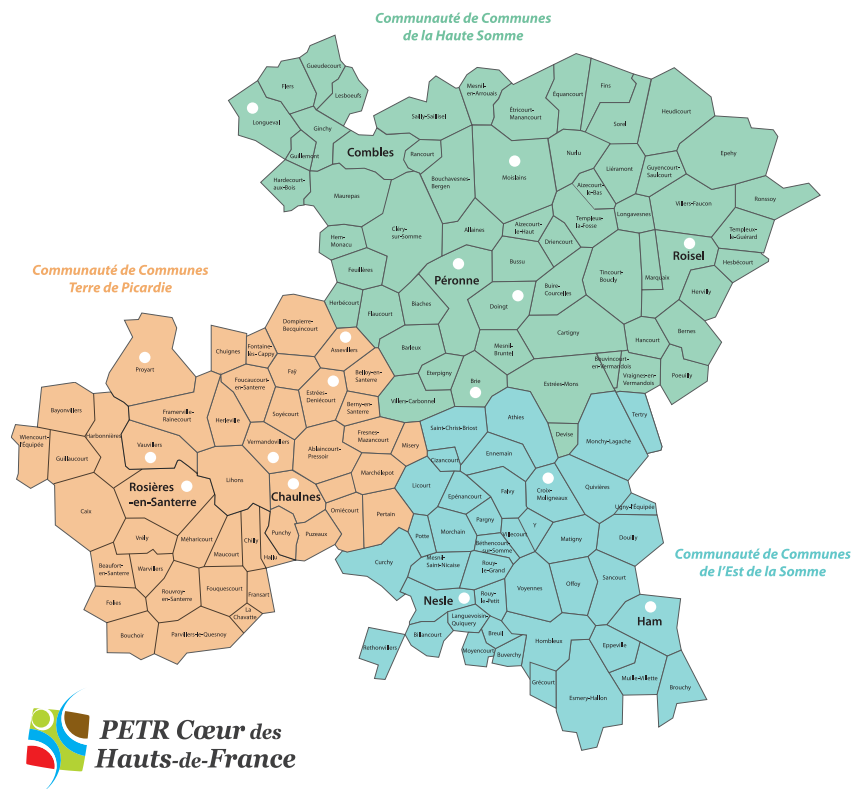 Communauté de Communes
de la Haute Somme
Gueudecourt
Flers
Lesboeufs
Longueval
Ginchy
Guillemont
Combles
Hardecourt-
aux-Bois
Mesnil-
en-Arrouais
Sailly-Saillisel
Étricourt-
Manancourt
Équancourt
Fins
Sorel
Heudicourt
Rancourt
Bouchavesnes-
Bergen
Moislains
Nurlu
Liéramont
Guyencourt-
Saulcourt
Epehy
Maurepas
Aizecourt-
le-Bas
Villers-Faucon
Ronssoy
Cléry-
sur-Somme
Allaines
Aizecourt-
le-Haut
Templeux-
la-Fosse
Longavesnes
Templeux-
le-Guérard
Hem-
Monacu
Driencourt
Roisel
Hesbécourt
Feuillères
Péronne
Bussu
Tincourt-
Boucly
Marquaix
Hervilly
Herbécourt
Flaucourt
Biaches
Doingt
Buire-
Courcelles
Cartigny
Hancourt
Bernes
Barleux
Mesnil-
Bruntel
Bouvincourt-
en-Vermandois
Eterpigny
Brie
Estrées-Mons
Vraignes-en-
Vermandois
Poeuilly
Villers-Carbonnel
Devise
Communauté de Communes
Terre de Picardie
Dompierre-
Becquincourt
Chuignes
Fontaine-
lès-Cappy
Assevillers
Proyart
Faÿ
Belloy-en-
Santerre
Foucaucourt-
en-Santerre
Estrées-
Deniécourt
Berny-en-
Santerre
Bayonvillers
Framerville-
Rainecourt
Herleville
Soyécourt
Wiencourt-
l'Équipée
Harbonnières
Vauvillers
Vermandovillers
Fresnes-
Mazancourt
Misery
Guillaucourt
Ablaincourt-
Pressoir
Marchélepot
Rosières
-en-Santerre
Lihons
Chaulnes
Caix
Omiécourt
Pertain
Vrély
Méharicourt
Chilly
Punchy
Puzeaux
Maucourt
Hallu
Beaufort-
en-Santerre
Warvillers
Rouvroy-
en-Santerre
Fouquescourt
Fransart
Folies
La
Chavatte
Bouchoir
Parvillers-le-Quesnoy
Athies
Tertry
Saint-Christ-Briost
Monchy-Lagache
Ennemain
Cizancourt
Licourt
Epénancourt
Falvy
Croix-
Moligneaux
Quivières
Ugny-l'Équipée
Pargny
Potte
Morchain
Villecourt
Y
Matigny
Douilly
Béthencourt-
sur-Somme
Curchy
Mesnil-
Saint-Nicaise
Rouy-
le-Grand
Voyennes
Offoy
Sancourt
Communauté de Communes
de l'Est de la Somme
Nesle
Rouy-
le-Petit
Languevoisin-
Quiquery
Ham
Rethonvillers
Billancourt
Breuil
Hombleux
Eppeville
Moyencourt
Buverchy
Grécourt
Muille-Villette
Brouchy
Esmery-Hallon
PETR Cœur des
Hauts-de-France